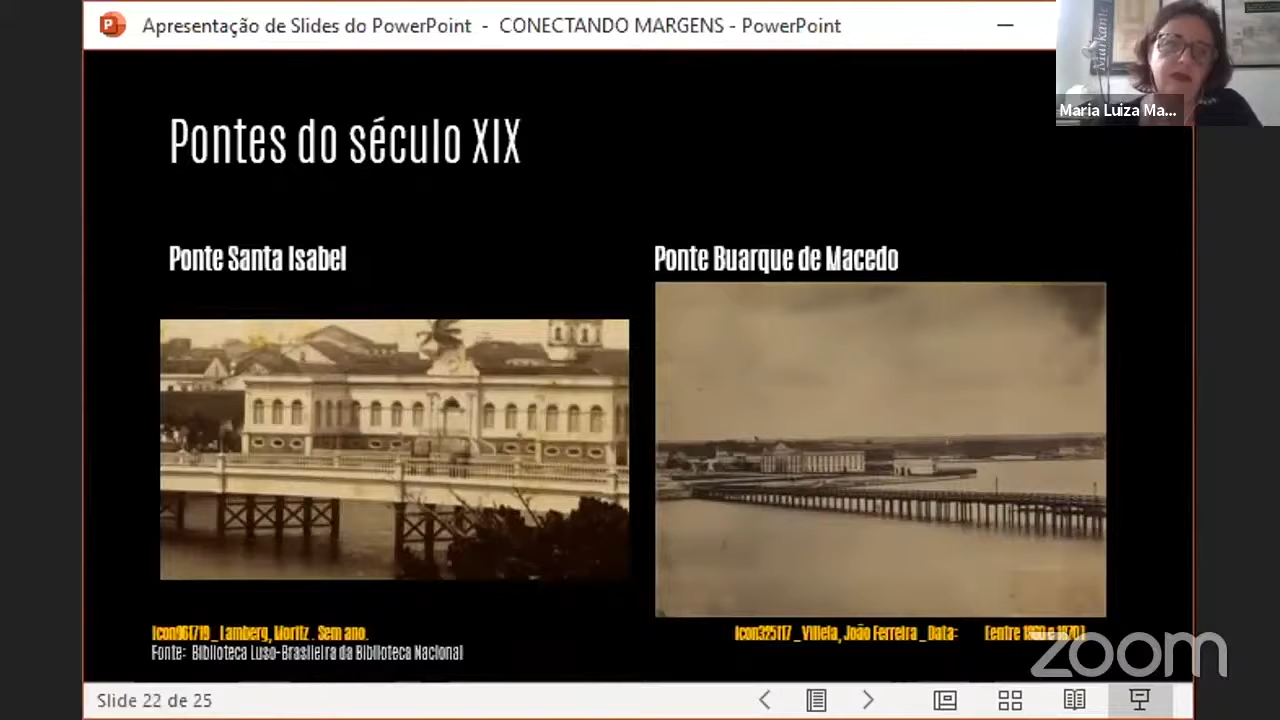 Apresentação de Slides do PowerPoint - CONECTANDO MARGENS - PowerPoint
Maria Luiza Ma...
Pontes do século XIX
Ponte Santa Isabel
Ponte Buarque de Macedo
Lamberg, Moritz . Sem ano.
Fonte: Biblioteca Luso-Brasileira da Biblioteca Nacional
Icon325117 _ Villela, João Ferreira _ Data: [entre
zoom
Slide 22 de 25